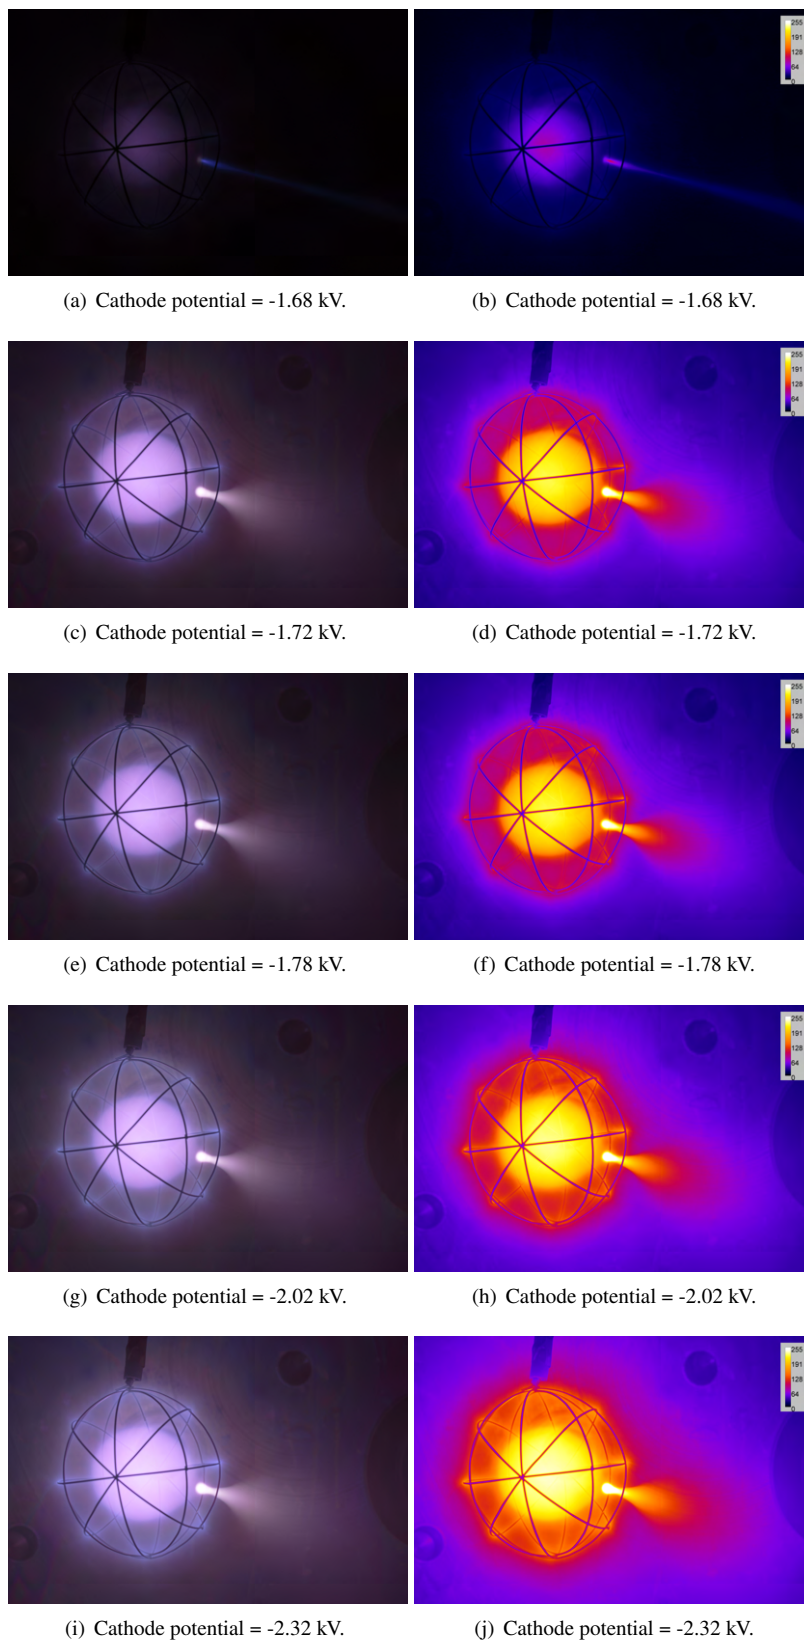 255
191
128
64
0
(a) Cathode potential = -1.68 kV.
(b) Cathode potential = -1.68 kV.
255
191
128
64
0
(c) Cathode potential = -1.72 kV.
(d) Cathode potential = -1.72 kV.
255
191
128
64
0
(e) Cathode potential = -1.78 kV.
(f) Cathode potential = -1.78 kV.
255
191
128
64
0
(g) Cathode potential = -2.02 kV.
(h) Cathode potential = -2.02 kV.
255
191
128
64
0
(i) Cathode potential = -2.32 kV.
(j) Cathode potential = -2.32 kV.